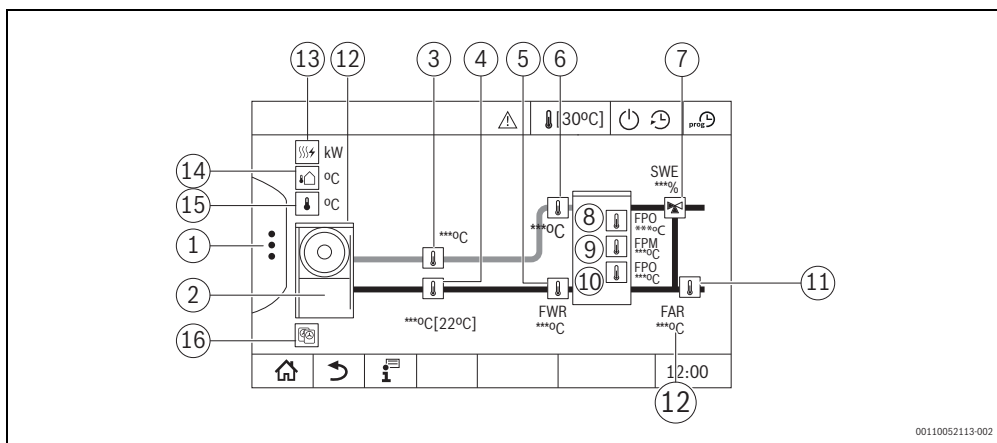 13
12
3
4
5
6
7
[30ºC]
prog
kW
14
ºC
SWE
***%
15
ºC
8
FPO
***ºC
***ºC
***ºC
1
9
FPM
***ºC
FPO
10
***ºC
2
11
***ºC[22ºC]
FWR
***ºC
FAR
***ºC
16
12:00
12
00110052113-002